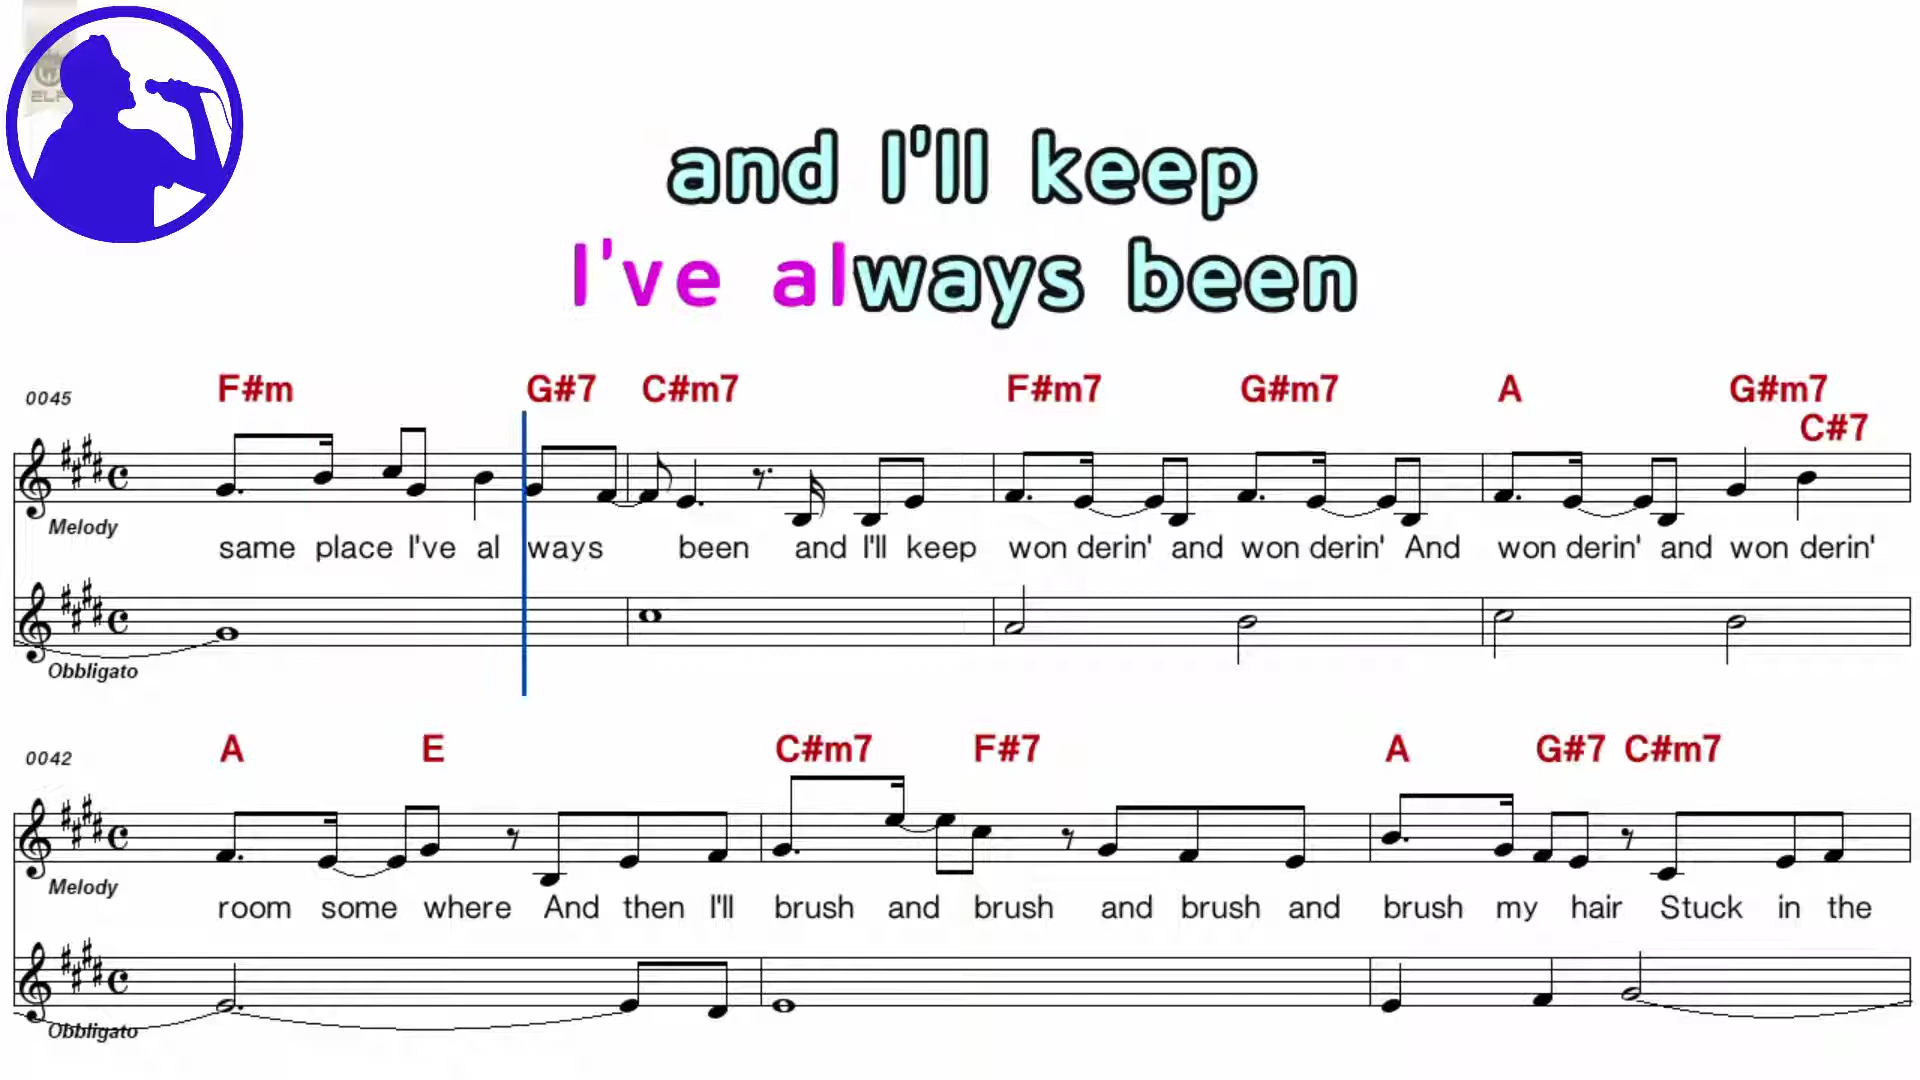 ELF
and I'll keep
I've always been
F#m G#7 C#m7 F#m7 G#m7 A G#m7
0045
C#7
Melody
same place I've al ways been and I'll keep won derin' and won derin' And won derin' and won derin'
Obbligato
A E C#m7 F#7 A G#7 C#m7
0042
Melody
room some where And then I'll brush and brush and brush and brush my hair Stuck in the
Obbligato